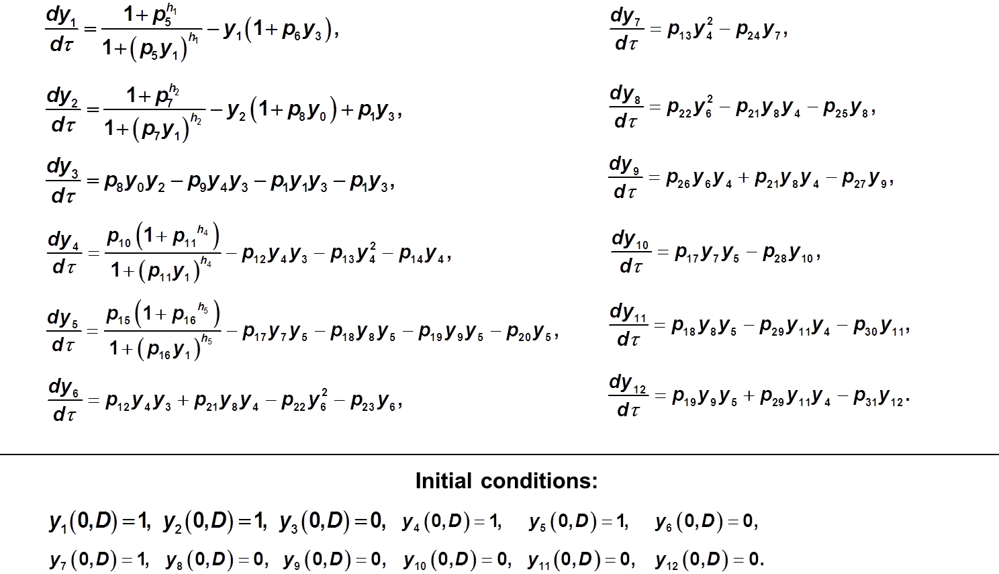 dy₁/dτ = (1 + p₅^h₁)/(1 + (p₅y₁)^h₁) − y₁(1 + p₆y₃),
dy₂/dτ = (1 + p₇^h₂)/(1 + (p₇y₁)^h₂) − y₂(1 + p₈y₀) + p₁y₃,
dy₃/dτ = p₈y₀y₂ − p₉y₄y₃ − p₁y₁y₃ − p₁y₃,
dy₄/dτ = p₁₀(1 + p₁₁^h₄)/(1 + (p₁₁y₁)^h₄) − p₁₂y₄y₃ − p₁₃y₄² − p₁₄y₄,
dy₅/dτ = p₁₅(1 + p₁₆^h₅)/(1 + (p₁₆y₁)^h₅) − p₁₇y₇y₅ − p₁₈y₈y₅ − p₁₉y₉y₅ − p₂₀y₅,
dy₆/dτ = p₁₂y₄y₃ + p₂₁y₈y₄ − p₂₂y₆² − p₂₃y₆,
dy₇/dτ = p₁₃y₄² − p₂₄y₇,
dy₈/dτ = p₂₂y₆² − p₂₁y₈y₄ − p₂₅y₈,
dy₉/dτ = p₂₆y₆y₄ + p₂₁y₈y₄ − p₂₇y₉,
dy₁₀/dτ = p₁₇y₇y₅ − p₂₈y₁₀,
dy₁₁/dτ = p₁₈y₈y₅ − p₂₉y₁₁y₄ − p₃₀y₁₁,
dy₁₂/dτ = p₁₉y₉y₅ + p₂₉y₁₁y₄ − p₃₁y₁₂.
Initial conditions:
y₁(0,D) = 1, y₂(0,D) = 1, y₃(0,D) = 0, y₄(0,D) = 1, y₅(0,D) = 1, y₆(0,D) = 0,
y₇(0,D) = 1, y₈(0,D) = 0, y₉(0,D) = 0, y₁₀(0,D) = 0, y₁₁(0,D) = 0, y₁₂(0,D) = 0.